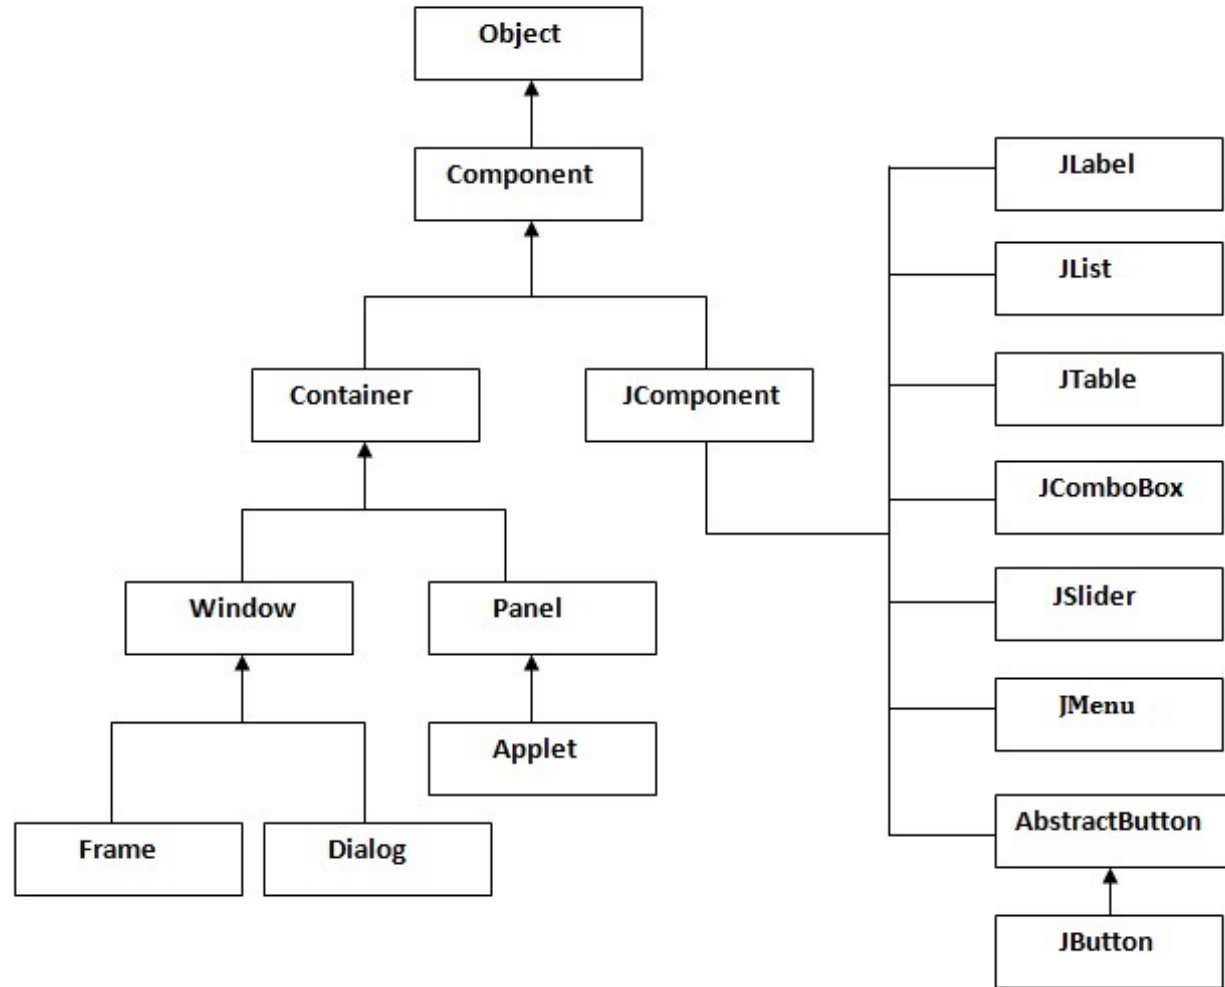 Object
Component
Container
JComponent
Window
Panel
Frame
Dialog
Applet
JLabel
JList
JTable
JComboBox
JSlider
JMenu
AbstractButton
JButton